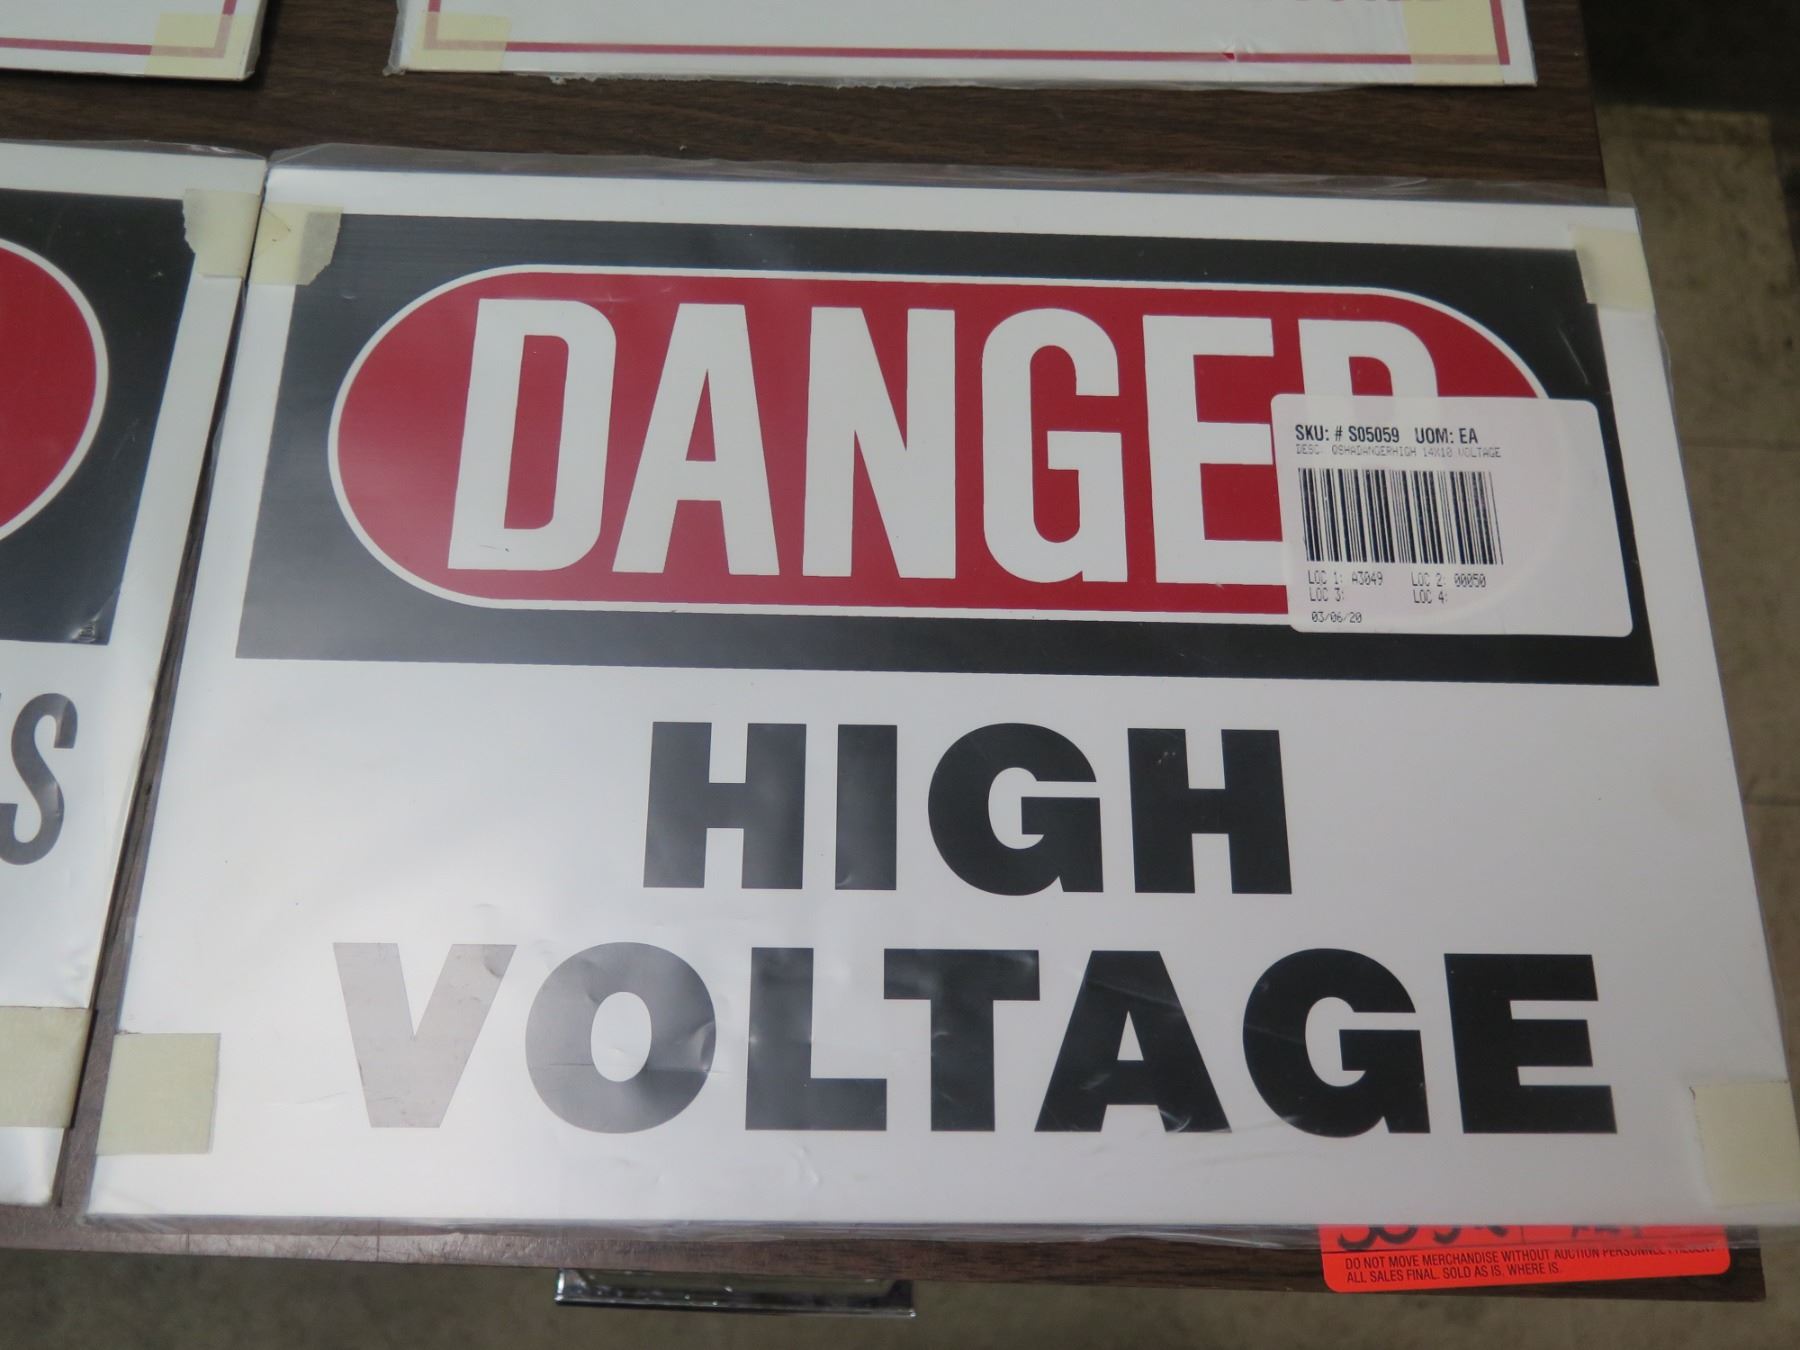 DANGER
SKU: # S05059 UOM: EA
DESC: OSHADANGERHIGH 14X10 VOLTAGE
LOC 1: A3049 LOC 2: 00050
LOC 3: LOC 4:
03/06/20
HIGH
VOLTAGE
S
DO NOT MOVE MERCHANDISE WITHOUT AUCTION PERSONNEL PRESENT
ALL SALES FINAL. SOLD AS IS, WHERE IS.